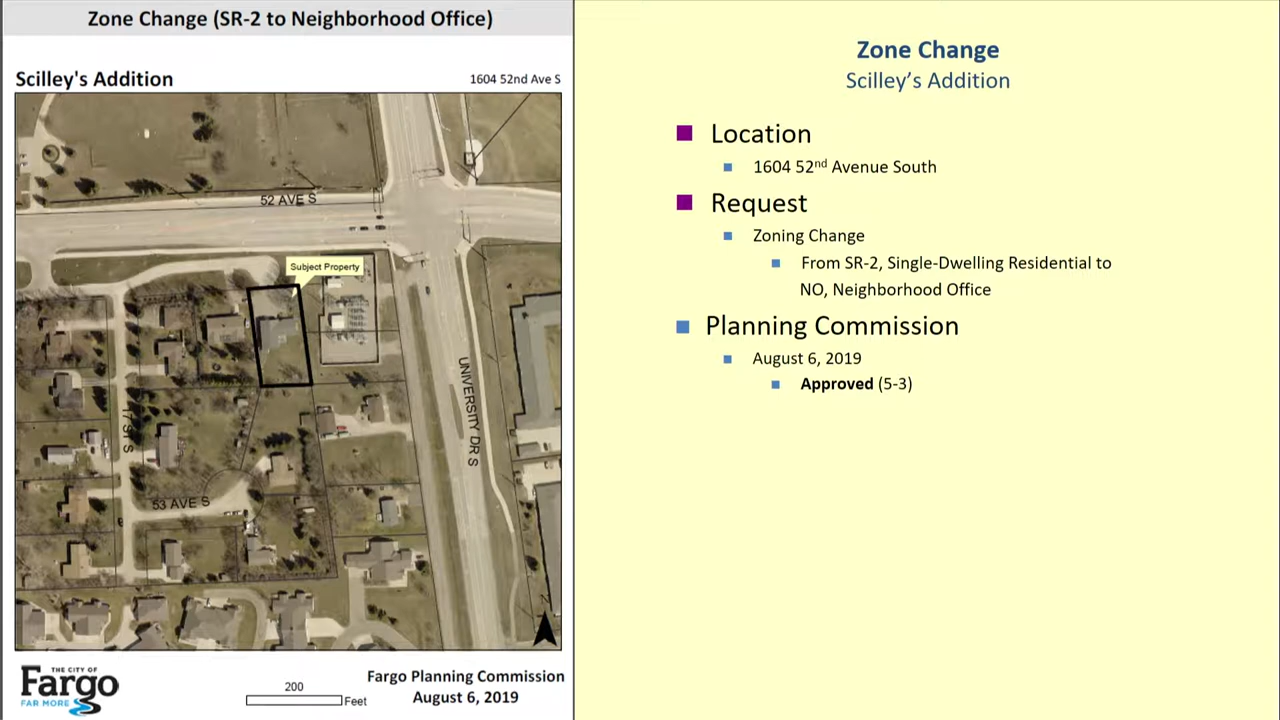 Zone Change (SR-2 to Neighborhood Office)
Scilley's Addition
1604 52nd Ave S
52 AVE S
Subject Property
17 ST S
UNIVERSITY DR S
53 AVE S
THE CITY OF
Fargo
FAR MORE
200
Feet
Fargo Planning Commission
August 6, 2019
Zone Change
Scilley’s Addition
Location
1604 52nd Avenue South
Request
Zoning Change
From SR-2, Single-Dwelling Residential to
NO, Neighborhood Office
Planning Commission
August 6, 2019
Approved (5-3)